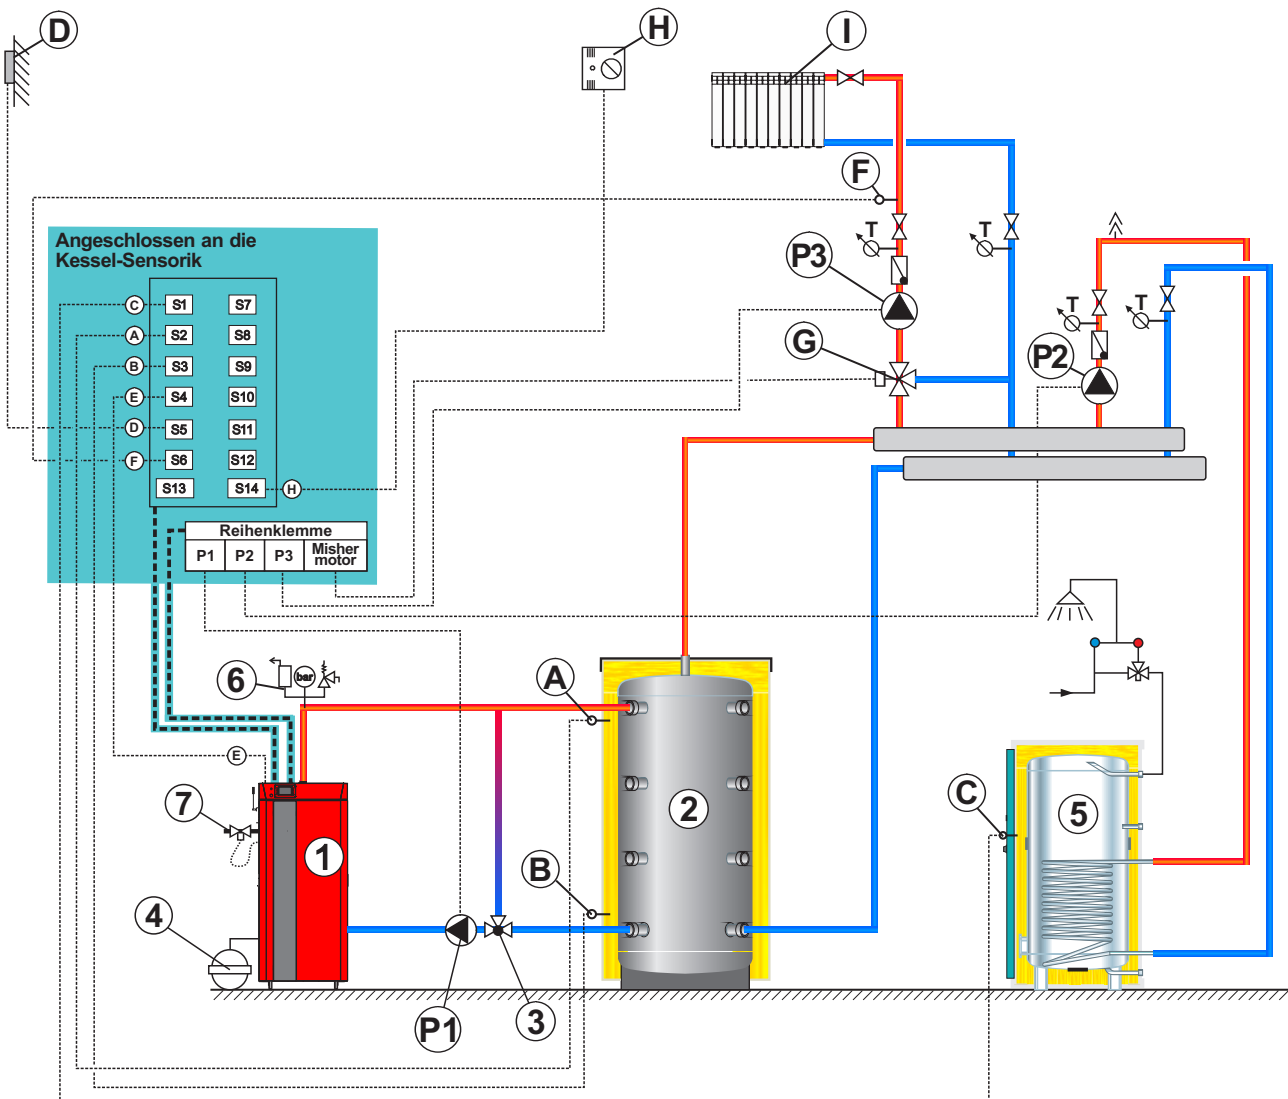 D
H
I
F
T
T
P3
T
T
G
P2
Angeschlossen an die
Kessel-Sensorik
C
S1
S7
A
S2
S8
B
S3
S9
E
S4
S10
D
S5
S11
F
S6
S12
S13
S14
H
Reihenklemme
P1
P2
P3
Misher
motor
6
bar
A
E
7
1
2
C
5
B
4
P1
3